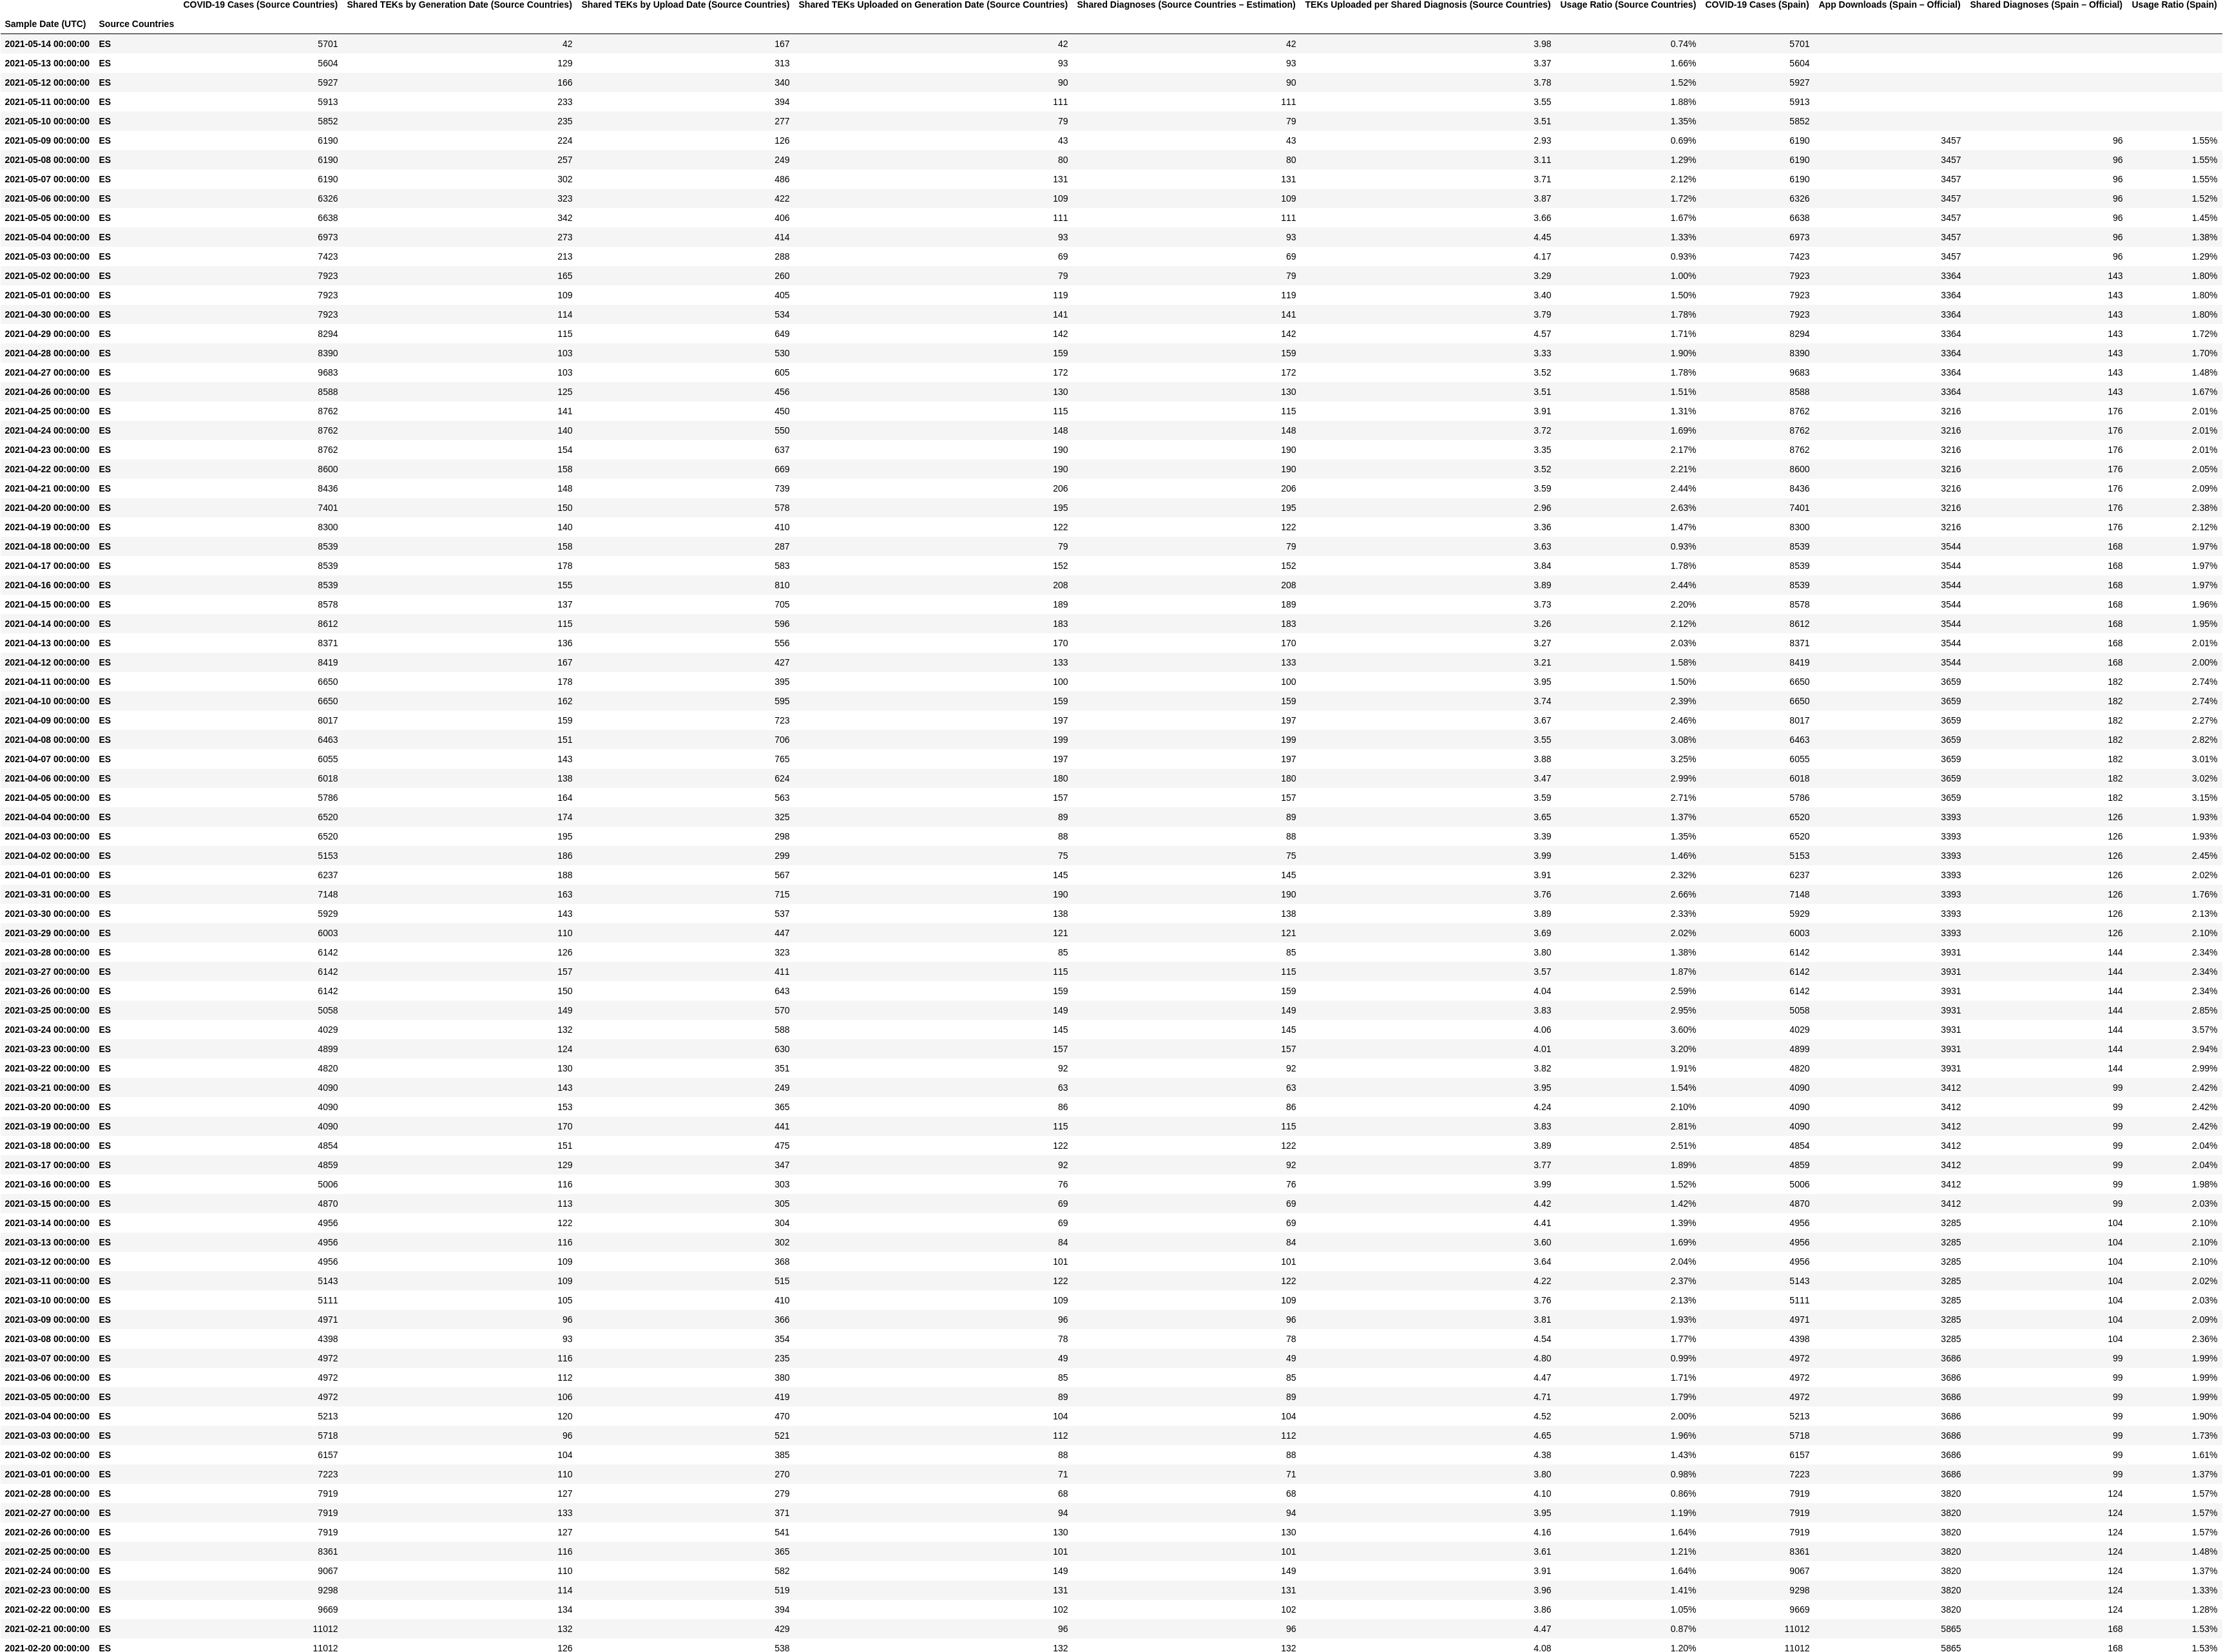 COVID-19 Cases (Source Countries) Shared TEKs by Generation Date (Source Countries) Shared TEKs by Upload Date (Source Countries) Shared TEKs Uploaded on Generation Date (Source Countries) Shared Diagnoses (Source Countries – Estimation) TEKs Uploaded per Shared Diagnosis (Source Countries) Usage Ratio (Source Countries) COVID-19 Cases (Spain) App Downloads (Spain – Official) Shared Diagnoses (Spain – Official) Usage Ratio (Spain)
Sample Date (UTC) Source Countries
2021-05-14 00:00:00 ES 5701 42 167 42 42 3.98 0.74% 5701
2021-05-13 00:00:00 ES 5604 129 313 93 93 3.37 1.66% 5604
2021-05-12 00:00:00 ES 5927 166 340 90 90 3.78 1.52% 5927
2021-05-11 00:00:00 ES 5913 233 394 111 111 3.55 1.88% 5913
2021-05-10 00:00:00 ES 5852 235 277 79 79 3.51 1.35% 5852
2021-05-09 00:00:00 ES 6190 224 126 43 43 2.93 0.69% 6190 3457 96 1.55%
2021-05-08 00:00:00 ES 6190 257 249 80 80 3.11 1.29% 6190 3457 96 1.55%
2021-05-07 00:00:00 ES 6190 302 486 131 131 3.71 2.12% 6190 3457 96 1.55%
2021-05-06 00:00:00 ES 6326 323 422 109 109 3.87 1.72% 6326 3457 96 1.52%
2021-05-05 00:00:00 ES 6638 342 406 111 111 3.66 1.67% 6638 3457 96 1.45%
2021-05-04 00:00:00 ES 6973 273 414 93 93 4.45 1.33% 6973 3457 96 1.38%
2021-05-03 00:00:00 ES 7423 213 288 69 69 4.17 0.93% 7423 3457 96 1.29%
2021-05-02 00:00:00 ES 7923 165 260 79 79 3.29 1.00% 7923 3364 143 1.80%
2021-05-01 00:00:00 ES 7923 109 405 119 119 3.40 1.50% 7923 3364 143 1.80%
2021-04-30 00:00:00 ES 7923 114 534 141 141 3.79 1.78% 7923 3364 143 1.80%
2021-04-29 00:00:00 ES 8294 115 649 142 142 4.57 1.71% 8294 3364 143 1.72%
2021-04-28 00:00:00 ES 8390 103 530 159 159 3.33 1.90% 8390 3364 143 1.70%
2021-04-27 00:00:00 ES 9683 103 605 172 172 3.52 1.78% 9683 3364 143 1.48%
2021-04-26 00:00:00 ES 8588 125 456 130 130 3.51 1.51% 8588 3364 143 1.67%
2021-04-25 00:00:00 ES 8762 141 450 115 115 3.91 1.31% 8762 3216 176 2.01%
2021-04-24 00:00:00 ES 8762 140 550 148 148 3.72 1.69% 8762 3216 176 2.01%
2021-04-23 00:00:00 ES 8762 154 637 190 190 3.35 2.17% 8762 3216 176 2.01%
2021-04-22 00:00:00 ES 8600 158 669 190 190 3.52 2.21% 8600 3216 176 2.05%
2021-04-21 00:00:00 ES 8436 148 739 206 206 3.59 2.44% 8436 3216 176 2.09%
2021-04-20 00:00:00 ES 7401 150 578 195 195 2.96 2.63% 7401 3216 176 2.38%
2021-04-19 00:00:00 ES 8300 140 410 122 122 3.36 1.47% 8300 3216 176 2.12%
2021-04-18 00:00:00 ES 8539 158 287 79 79 3.63 0.93% 8539 3544 168 1.97%
2021-04-17 00:00:00 ES 8539 178 583 152 152 3.84 1.78% 8539 3544 168 1.97%
2021-04-16 00:00:00 ES 8539 155 810 208 208 3.89 2.44% 8539 3544 168 1.97%
2021-04-15 00:00:00 ES 8578 137 705 189 189 3.73 2.20% 8578 3544 168 1.96%
2021-04-14 00:00:00 ES 8612 115 596 183 183 3.26 2.12% 8612 3544 168 1.95%
2021-04-13 00:00:00 ES 8371 136 556 170 170 3.27 2.03% 8371 3544 168 2.01%
2021-04-12 00:00:00 ES 8419 167 427 133 133 3.21 1.58% 8419 3544 168 2.00%
2021-04-11 00:00:00 ES 6650 178 395 100 100 3.95 1.50% 6650 3659 182 2.74%
2021-04-10 00:00:00 ES 6650 162 595 159 159 3.74 2.39% 6650 3659 182 2.74%
2021-04-09 00:00:00 ES 8017 159 723 197 197 3.67 2.46% 8017 3659 182 2.27%
2021-04-08 00:00:00 ES 6463 151 706 199 199 3.55 3.08% 6463 3659 182 2.82%
2021-04-07 00:00:00 ES 6055 143 765 197 197 3.88 3.25% 6055 3659 182 3.01%
2021-04-06 00:00:00 ES 6018 138 624 180 180 3.47 2.99% 6018 3659 182 3.02%
2021-04-05 00:00:00 ES 5786 164 563 157 157 3.59 2.71% 5786 3659 182 3.15%
2021-04-04 00:00:00 ES 6520 174 325 89 89 3.65 1.37% 6520 3393 126 1.93%
2021-04-03 00:00:00 ES 6520 195 298 88 88 3.39 1.35% 6520 3393 126 1.93%
2021-04-02 00:00:00 ES 5153 186 299 75 75 3.99 1.46% 5153 3393 126 2.45%
2021-04-01 00:00:00 ES 6237 188 567 145 145 3.91 2.32% 6237 3393 126 2.02%
2021-03-31 00:00:00 ES 7148 163 715 190 190 3.76 2.66% 7148 3393 126 1.76%
2021-03-30 00:00:00 ES 5929 143 537 138 138 3.89 2.33% 5929 3393 126 2.13%
2021-03-29 00:00:00 ES 6003 110 447 121 121 3.69 2.02% 6003 3393 126 2.10%
2021-03-28 00:00:00 ES 6142 126 323 85 85 3.80 1.38% 6142 3931 144 2.34%
2021-03-27 00:00:00 ES 6142 157 411 115 115 3.57 1.87% 6142 3931 144 2.34%
2021-03-26 00:00:00 ES 6142 150 643 159 159 4.04 2.59% 6142 3931 144 2.34%
2021-03-25 00:00:00 ES 5058 149 570 149 149 3.83 2.95% 5058 3931 144 2.85%
2021-03-24 00:00:00 ES 4029 132 588 145 145 4.06 3.60% 4029 3931 144 3.57%
2021-03-23 00:00:00 ES 4899 124 630 157 157 4.01 3.20% 4899 3931 144 2.94%
2021-03-22 00:00:00 ES 4820 130 351 92 92 3.82 1.91% 4820 3931 144 2.99%
2021-03-21 00:00:00 ES 4090 143 249 63 63 3.95 1.54% 4090 3412 99 2.42%
2021-03-20 00:00:00 ES 4090 153 365 86 86 4.24 2.10% 4090 3412 99 2.42%
2021-03-19 00:00:00 ES 4090 170 441 115 115 3.83 2.81% 4090 3412 99 2.42%
2021-03-18 00:00:00 ES 4854 151 475 122 122 3.89 2.51% 4854 3412 99 2.04%
2021-03-17 00:00:00 ES 4859 129 347 92 92 3.77 1.89% 4859 3412 99 2.04%
2021-03-16 00:00:00 ES 5006 116 303 76 76 3.99 1.52% 5006 3412 99 1.98%
2021-03-15 00:00:00 ES 4870 113 305 69 69 4.42 1.42% 4870 3412 99 2.03%
2021-03-14 00:00:00 ES 4956 122 304 69 69 4.41 1.39% 4956 3285 104 2.10%
2021-03-13 00:00:00 ES 4956 116 302 84 84 3.60 1.69% 4956 3285 104 2.10%
2021-03-12 00:00:00 ES 4956 109 368 101 101 3.64 2.04% 4956 3285 104 2.10%
2021-03-11 00:00:00 ES 5143 109 515 122 122 4.22 2.37% 5143 3285 104 2.02%
2021-03-10 00:00:00 ES 5111 105 410 109 109 3.76 2.13% 5111 3285 104 2.03%
2021-03-09 00:00:00 ES 4971 96 366 96 96 3.81 1.93% 4971 3285 104 2.09%
2021-03-08 00:00:00 ES 4398 93 354 78 78 4.54 1.77% 4398 3285 104 2.36%
2021-03-07 00:00:00 ES 4972 116 235 49 49 4.80 0.99% 4972 3686 99 1.99%
2021-03-06 00:00:00 ES 4972 112 380 85 85 4.47 1.71% 4972 3686 99 1.99%
2021-03-05 00:00:00 ES 4972 106 419 89 89 4.71 1.79% 4972 3686 99 1.99%
2021-03-04 00:00:00 ES 5213 120 470 104 104 4.52 2.00% 5213 3686 99 1.90%
2021-03-03 00:00:00 ES 5718 96 521 112 112 4.65 1.96% 5718 3686 99 1.73%
2021-03-02 00:00:00 ES 6157 104 385 88 88 4.38 1.43% 6157 3686 99 1.61%
2021-03-01 00:00:00 ES 7223 110 270 71 71 3.80 0.98% 7223 3686 99 1.37%
2021-02-28 00:00:00 ES 7919 127 279 68 68 4.10 0.86% 7919 3820 124 1.57%
2021-02-27 00:00:00 ES 7919 133 371 94 94 3.95 1.19% 7919 3820 124 1.57%
2021-02-26 00:00:00 ES 7919 127 541 130 130 4.16 1.64% 7919 3820 124 1.57%
2021-02-25 00:00:00 ES 8361 116 365 101 101 3.61 1.21% 8361 3820 124 1.48%
2021-02-24 00:00:00 ES 9067 110 582 149 149 3.91 1.64% 9067 3820 124 1.37%
2021-02-23 00:00:00 ES 9298 114 519 131 131 3.96 1.41% 9298 3820 124 1.33%
2021-02-22 00:00:00 ES 9669 134 394 102 102 3.86 1.05% 9669 3820 124 1.28%
2021-02-21 00:00:00 ES 11012 132 429 96 96 4.47 0.87% 11012 5865 168 1.53%
2021-02-20 00:00:00 ES 11012 126 538 132 132 4.08 1.20% 11012 5865 168 1.53%